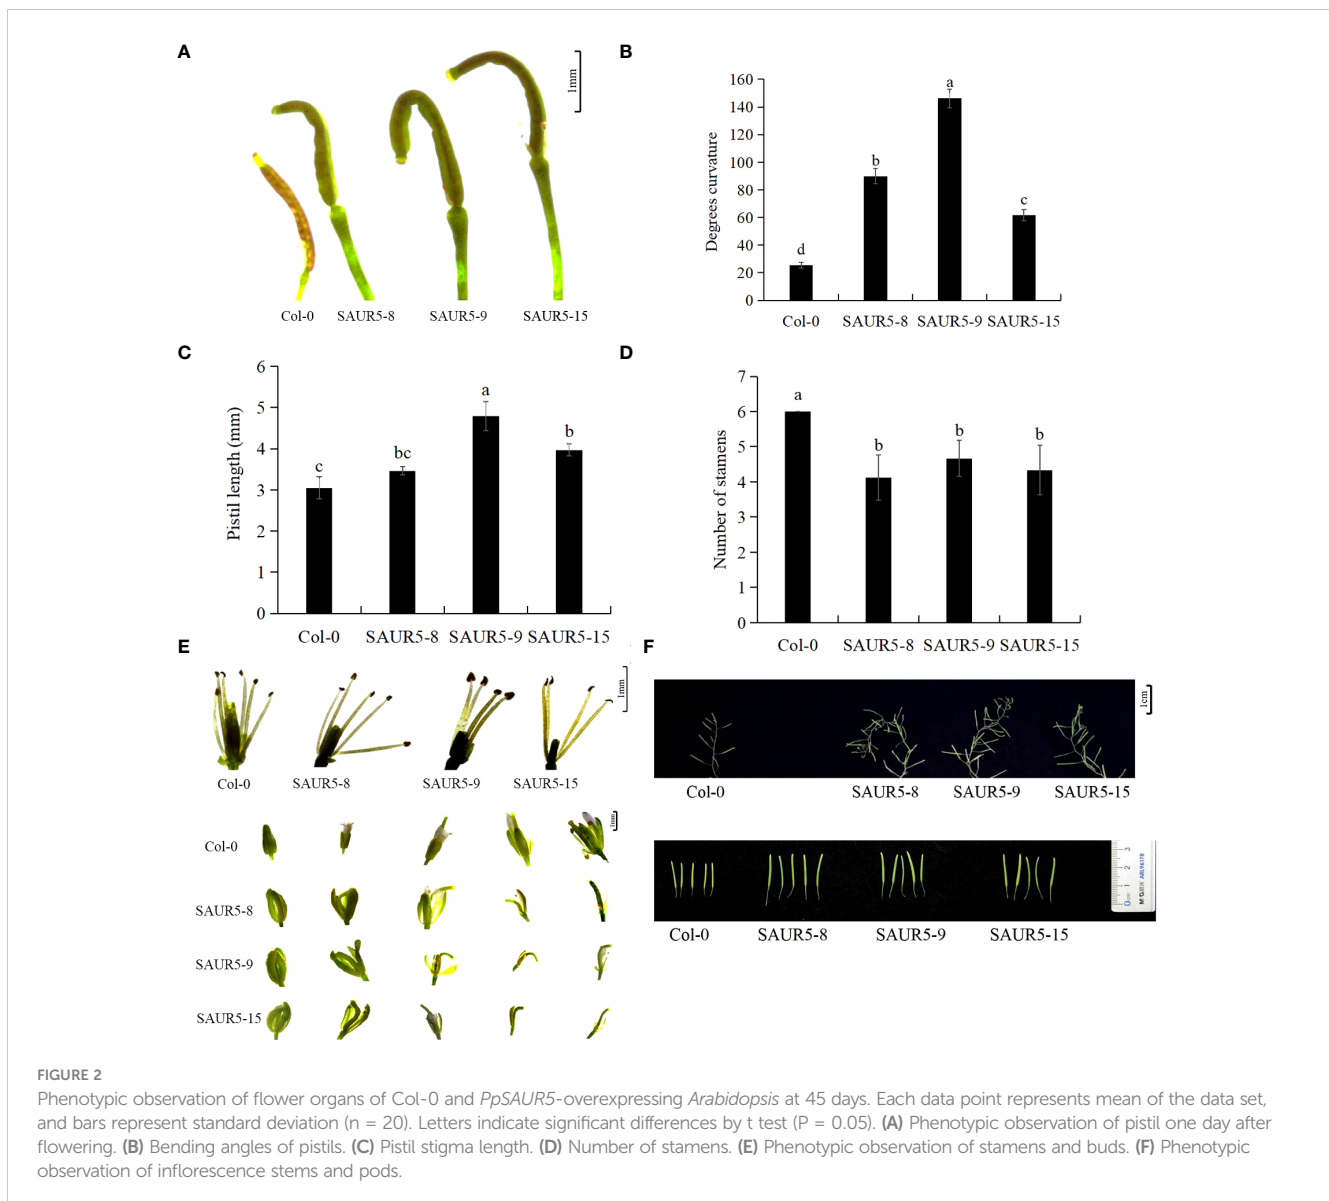 A
1mm
Col-0 SAUR5-8 SAUR5-9 SAUR5-15
B
Degrees curvature
160
140
120
100
80
60
40
20
0
d
b
a
c
Col-0 SAUR5-8 SAUR5-9 SAUR5-15
C
Pistil length (mm)
6
5
4
3
2
1
0
c
bc
a
b
Col-0 SAUR5-8 SAUR5-9 SAUR5-15
D
Number of stamens
7
6
5
4
3
2
1
0
a
b
b
b
Col-0 SAUR5-8 SAUR5-9 SAUR5-15
E
1mm
Col-0 SAUR5-8 SAUR5-9 SAUR5-15
1mm
Col-0
SAUR5-8
SAUR5-9
SAUR5-15
F
1cm
Col-0 SAUR5-8 SAUR5-9 SAUR5-15
0cm 1 2 3
Col-0 SAUR5-8 SAUR5-9 SAUR5-15
FIGURE 2
Phenotypic observation of flower organs of Col-0 and PpSAUR5-overexpressing Arabidopsis at 45 days. Each data point represents mean of the data set,
and bars represent standard deviation (n = 20). Letters indicate significant differences by t test (P = 0.05). (A) Phenotypic observation of pistil one day after
flowering. (B) Bending angles of pistils. (C) Pistil stigma length. (D) Number of stamens. (E) Phenotypic observation of stamens and buds. (F) Phenotypic
observation of inflorescence stems and pods.